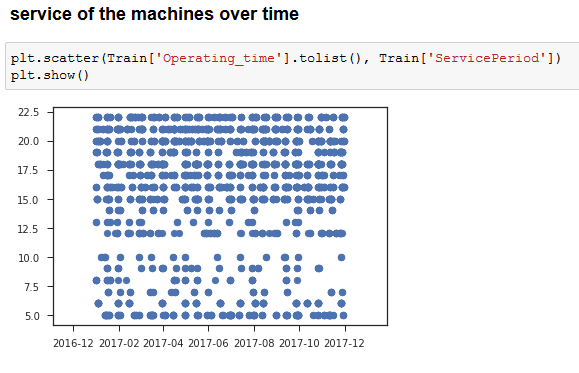 service of the machines over time
plt.scatter(Train['Operating_time'].tolist(), Train['ServicePeriod'])
plt.show()
22.5
20.0
17.5
15.0
12.5
10.0
7.5
5.0
2016-12 2017-02 2017-04 2017-06 2017-08 2017-10 2017-12